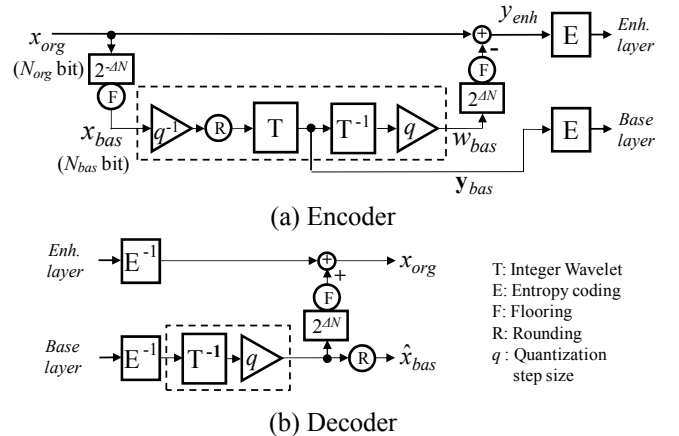 x_org
(N_org bit)
2^-ΔN
F
x_bas
(N_bas bit)
q^-1
R
T
T^-1
q
w_bas
2^ΔN
F
+
-
y_enh
E
Enh.
layer
E
Base
layer
y_bas
(a) Encoder
Enh.
layer
E^-1
+
+
x_org
F
2^ΔN
Base
layer
E^-1
T^-1
q
R
x̂_bas
T: Integer Wavelet
E: Entropy coding
F: Flooring
R: Rounding
q : Quantization
step size
(b) Decoder